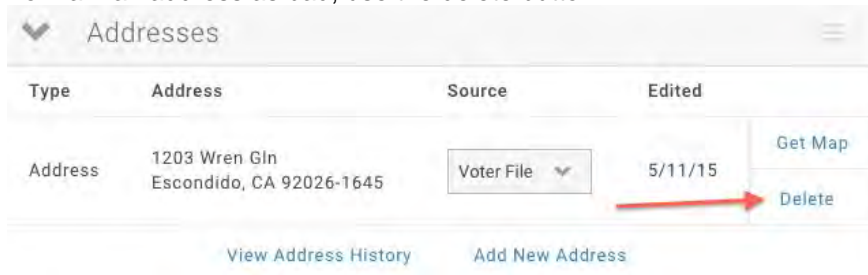 Addresses
Type Address Source Edited
Address
1203 Wren Gln
Escondido, CA 92026-1645
Voter File
5/11/15
Get Map
Delete
View Address History Add New Address